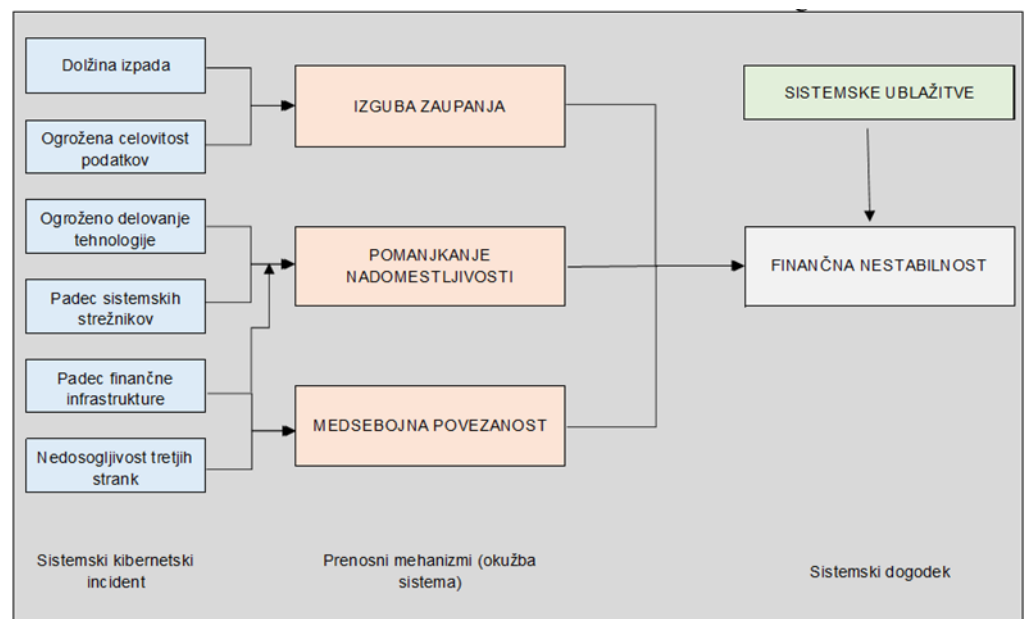 Dolžina izpada
Ogrožena celovitost
podatkov
Ogroženo delovanje
tehnologije
Padec sistemskih
strežnikov
Padec finančne
infrastrukture
Nedosogljivost tretjih
strank
IZGUBA ZAUPANJA
POMANJKANJE
NADOMESTLJIVOSTI
MEDSEBOJNA POVEZANOST
SISTEMSKE UBLAŽITVE
FINANČNA NESTABILNOST
Sistemski kibernetski
incident
Prenosni mehanizmi (okužba
sistema)
Sistemski dogodek